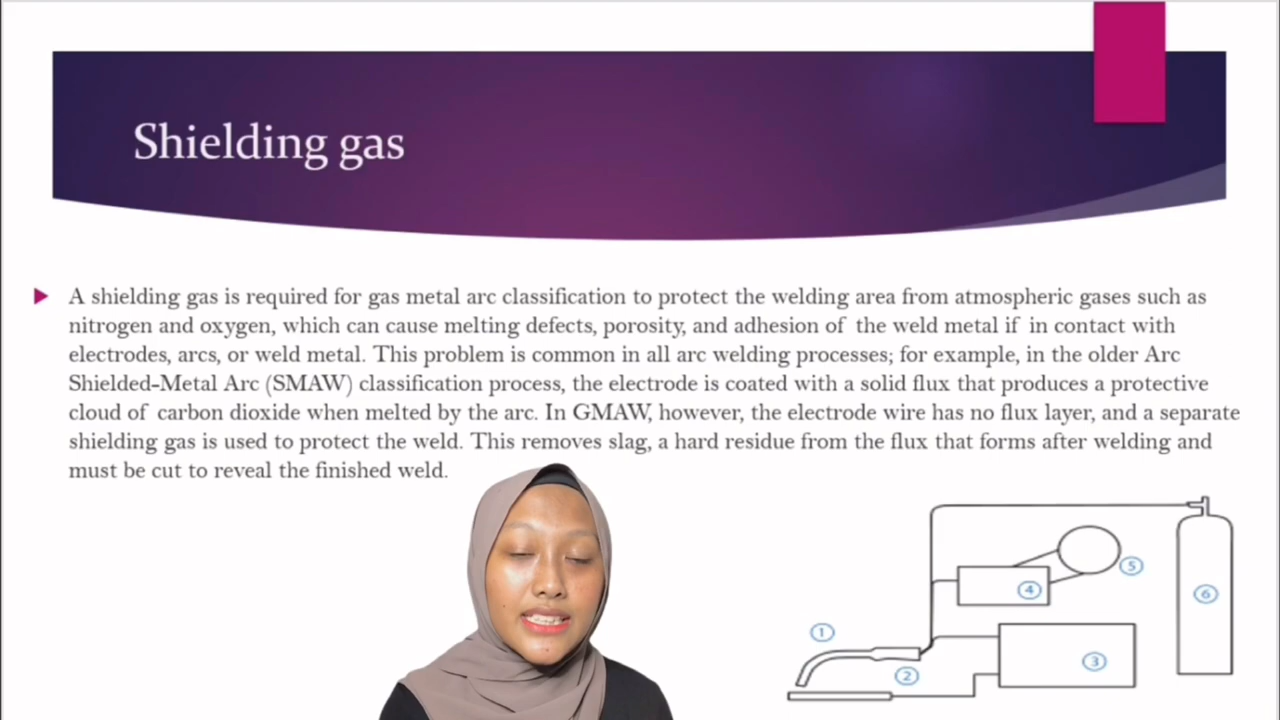 Shielding gas
A shielding gas is required for gas metal arc classification to protect the welding area from atmospheric gases such as
nitrogen and oxygen, which can cause melting defects, porosity, and adhesion of the weld metal if in contact with
electrodes, arcs, or weld metal. This problem is common in all arc welding processes; for example, in the older Arc
Shielded-Metal Arc (SMAW) classification process, the electrode is coated with a solid flux that produces a protective
cloud of carbon dioxide when melted by the arc. In GMAW, however, the electrode wire has no flux layer, and a separate
shielding gas is used to protect the weld. This removes slag, a hard residue from the flux that forms after welding and
must be cut to reveal the finished weld.
1
2
3
4
5
6